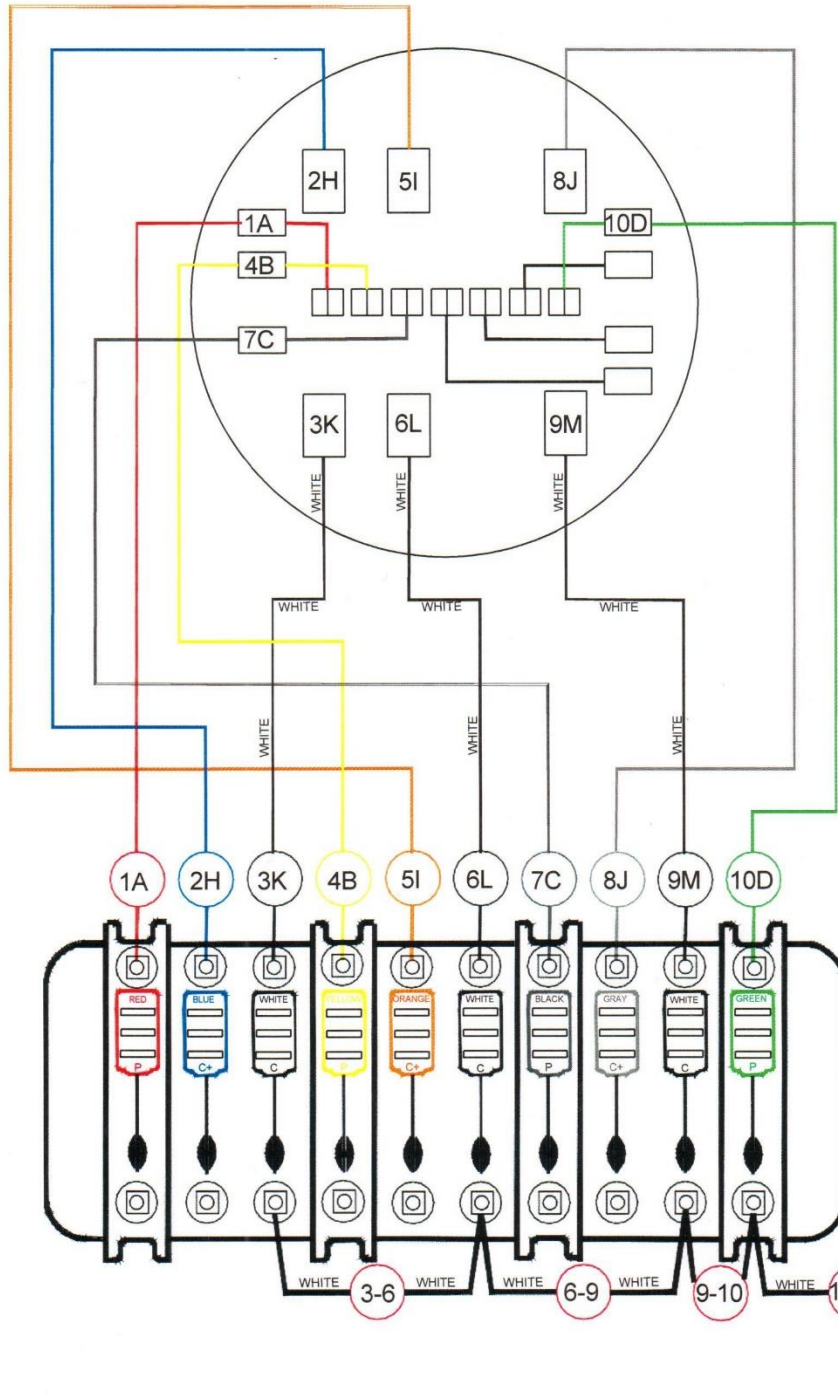 2H 5I 8J
1A 10D
4B
7C
3K 6L 9M
WHITE WHITE WHITE
WHITE WHITE WHITE
WHITE WHITE WHITE
1A 2H 3K 4B 5I 6L 7C 8J 9M 10D
RED BLUE WHITE YELLOW ORANGE WHITE BLACK GRAY WHITE GREEN
P C+ C P C+ C P C+ C P
WHITE 3-6 WHITE WHITE 6-9 WHITE 9-10 WHITE